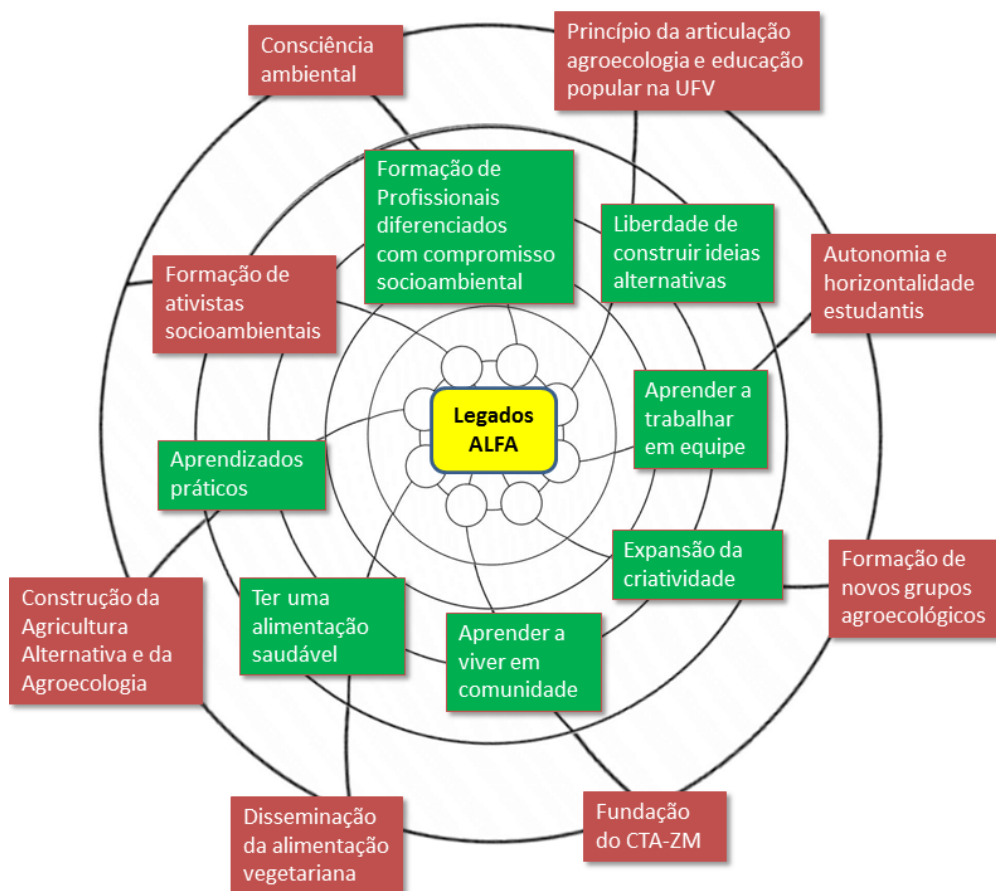 Consciência
ambiental
Princípio da articulação
agroecologia e educação
popular na UFV
Formação de
Profissionais
diferenciados
com compromisso
socioambiental
Liberdade de
construir ideias
alternativas
Autonomia e
horizontalidade
estudantis
Formação de
ativistas
socioambientais
Legados
ALFA
Aprender a
trabalhar
em equipe
Aprendizados
práticos
Expansão da
criatividade
Formação de
novos grupos
agroecológicos
Construção da
Agricultura
Alternativa e da
Agroecologia
Ter uma
alimentação
saudável
Aprender a
viver em
comunidade
Disseminação
da alimentação
vegetariana
Fundação
do CTA-ZM